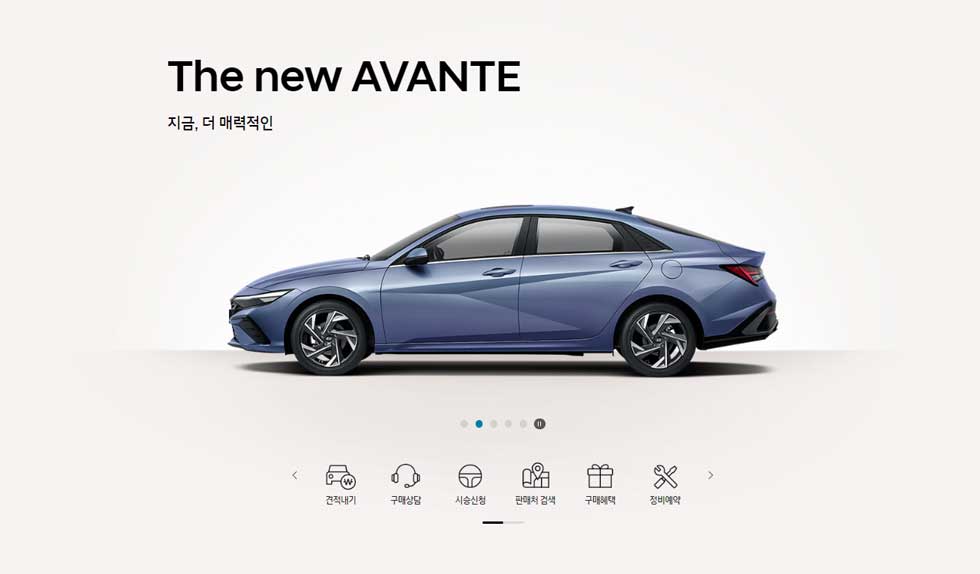 The new AVANTE
지금, 더 매력적인
견적내기
구매상담
시승신청
판매처 검색
구매혜택
정비예약